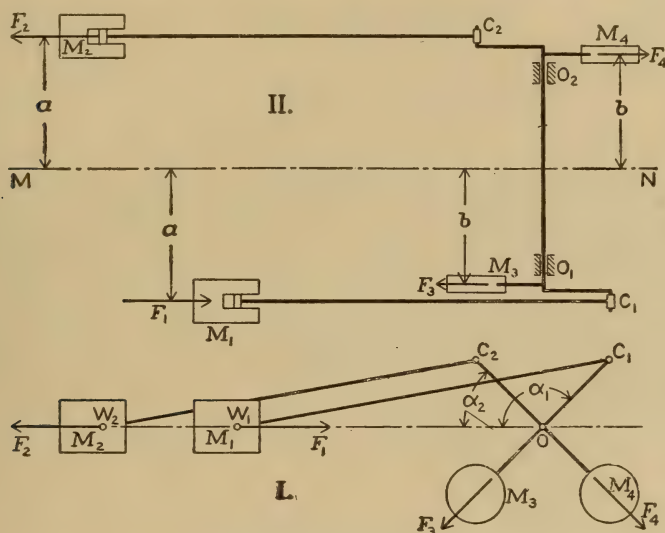 F₂
M₂
C₂
M₄
F₄
a
II.
O₂
b
M
N
a
b
M₃
O₁
F₃
F₁
M₁
C₁
C₂
C₁
α₂
α₁
W₂
W₁
F₂
M₂
M₁
F₁
O
I.
M₃
M₄
F₃
F₄